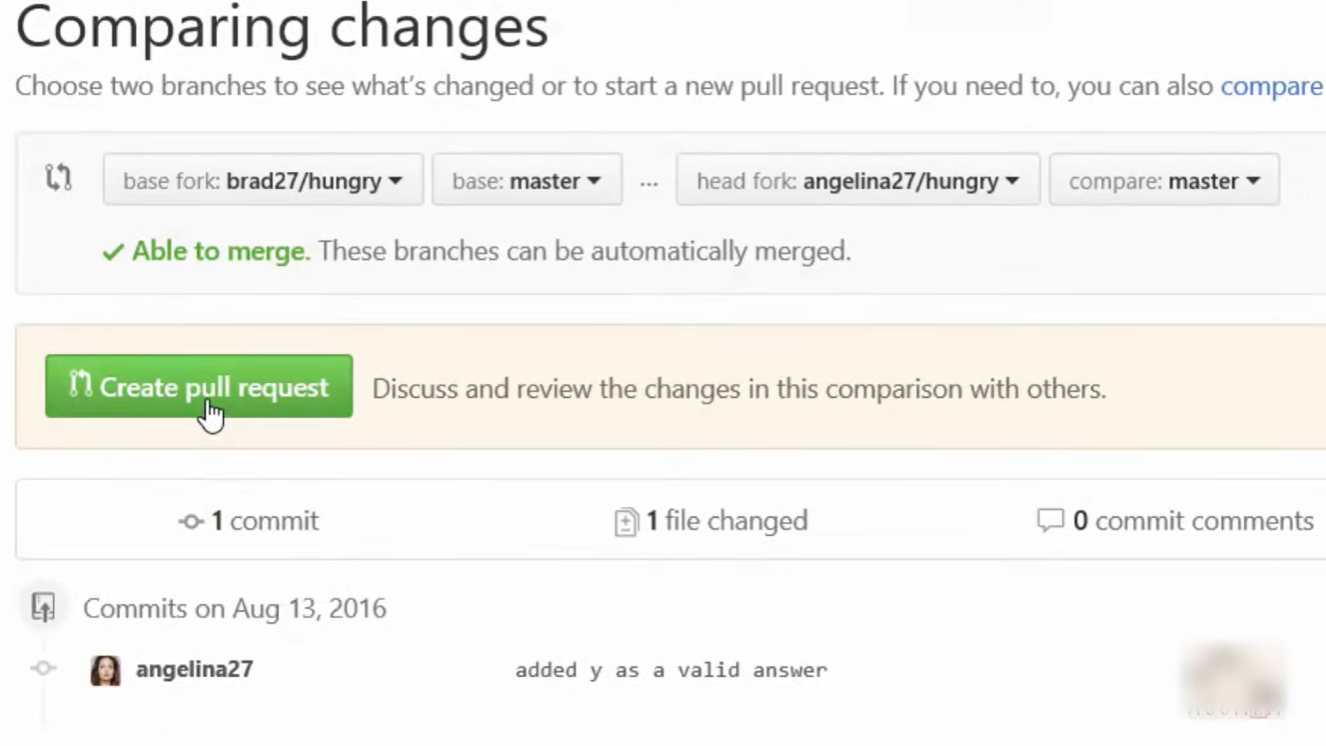 Comparing changes
Choose two branches to see what's changed or to start a new pull request. If you need to, you can also compare
base fork: brad27/hungry base: master ... head fork: angelina27/hungry compare: master
Able to merge. These branches can be automatically merged.
Create pull request Discuss and review the changes in this comparison with others.
1 commit 1 file changed 0 commit comments
Commits on Aug 13, 2016
angelina27 added y as a valid answer